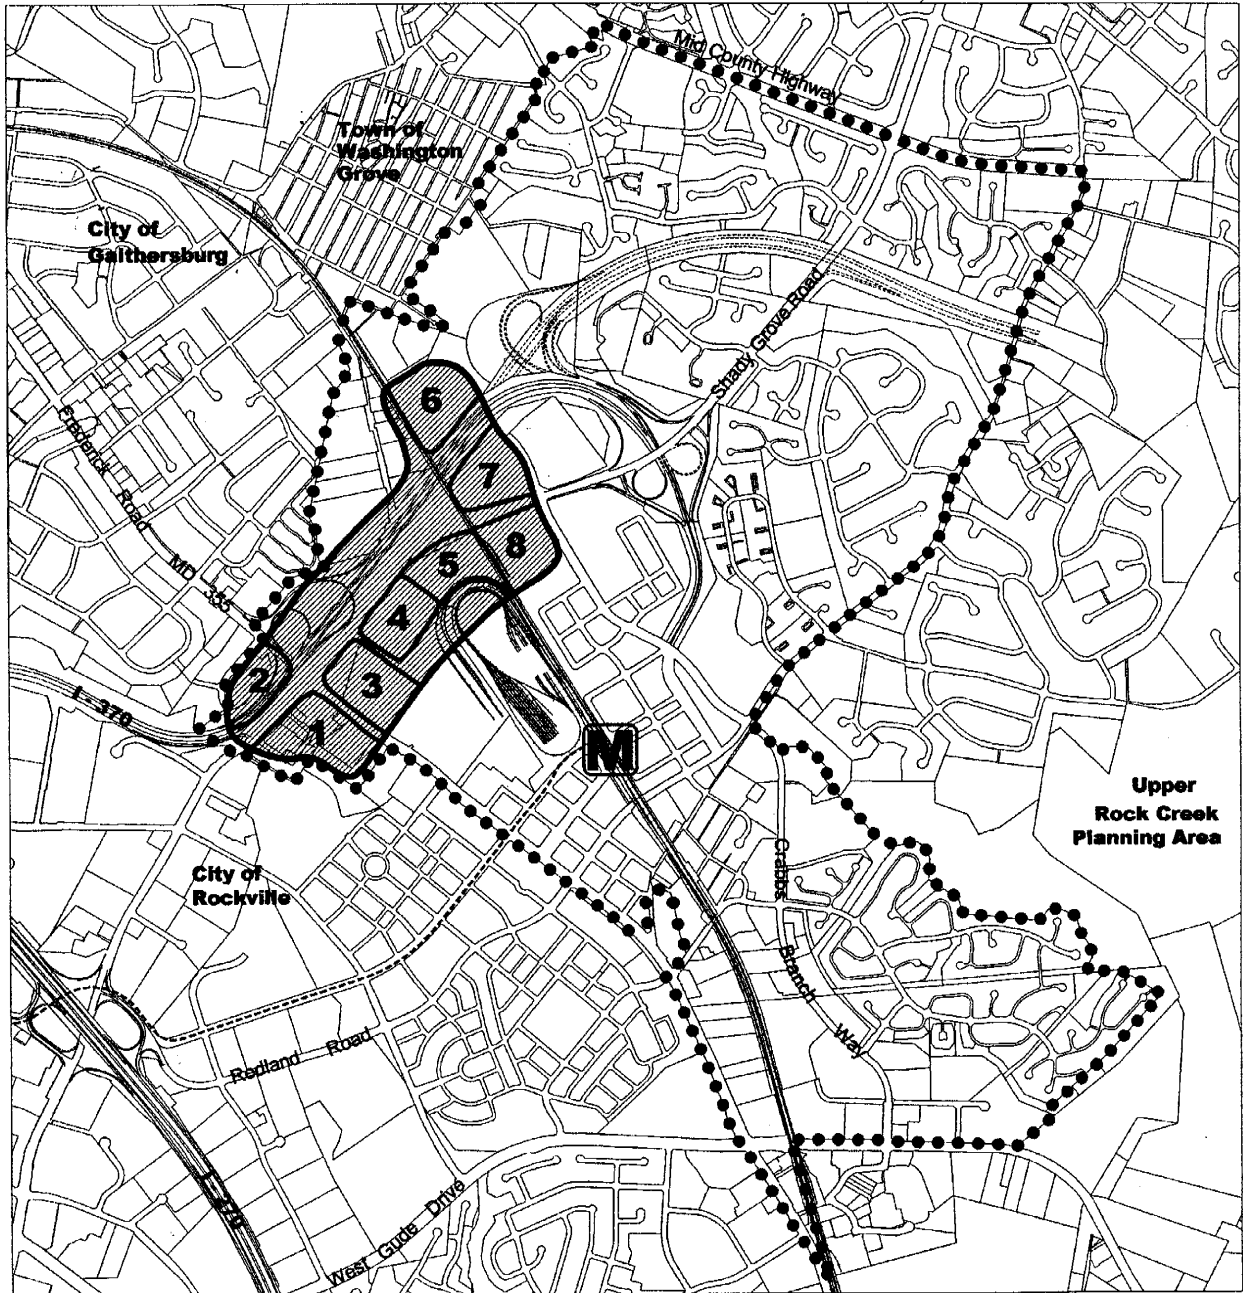 Mid County Highway
Town of
Washington
Grove
City of
Gaithersburg
Shady Grove Road
Frederick Road
MD 355
6
7
8
5
4
3
2
1
I - 370
M
Upper
Rock Creek
Planning Area
City of
Rockville
Crabbs Branch Way
Redland Road
I-270
West Gude Drive